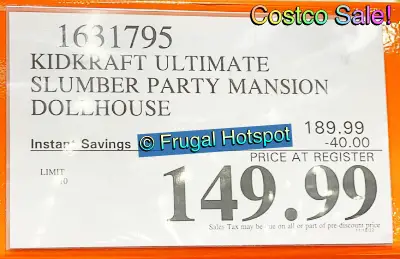 Costco Sale!
1631795
KIDKRAFT ULTIMATE
SLUMBER PARTY MANSION
DOLLHOUSE
189.99
Instant Savings -40.00
© Frugal Hotspot
PRICE AT REGISTER
LIMIT
10
149.99
Sales Tax may be due on all or part of pre-discount price